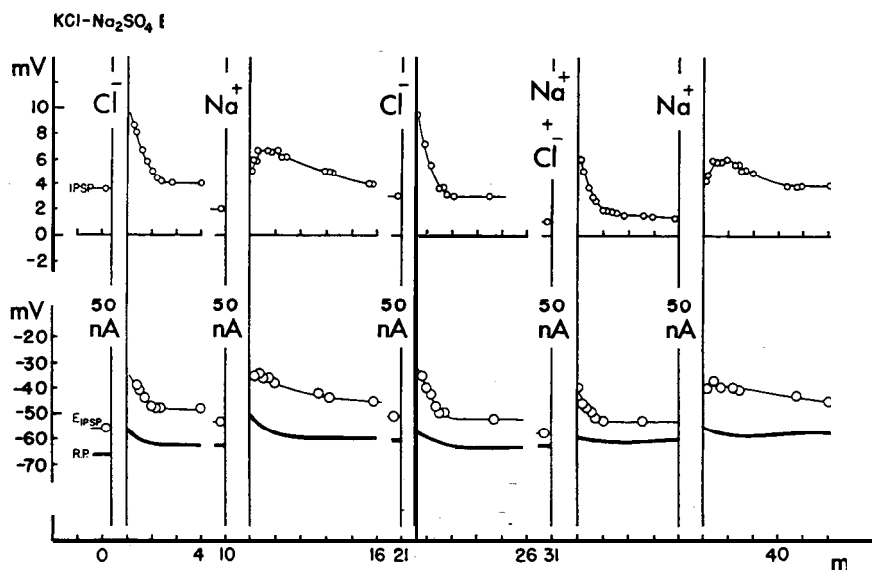 KCl-Na₂SO₄ E
mV
10
8
6
4
2
0
-2
IPSP
Cl⁻
Na⁺
Cl⁻
Na⁺
+
Cl⁻
Na⁺
mV
-20
-30
-40
-50
-60
-70
E IPSP
R.P.
50
nA
50
nA
50
nA
50
nA
50
nA
0 4 10 16 21 26 31 40 m